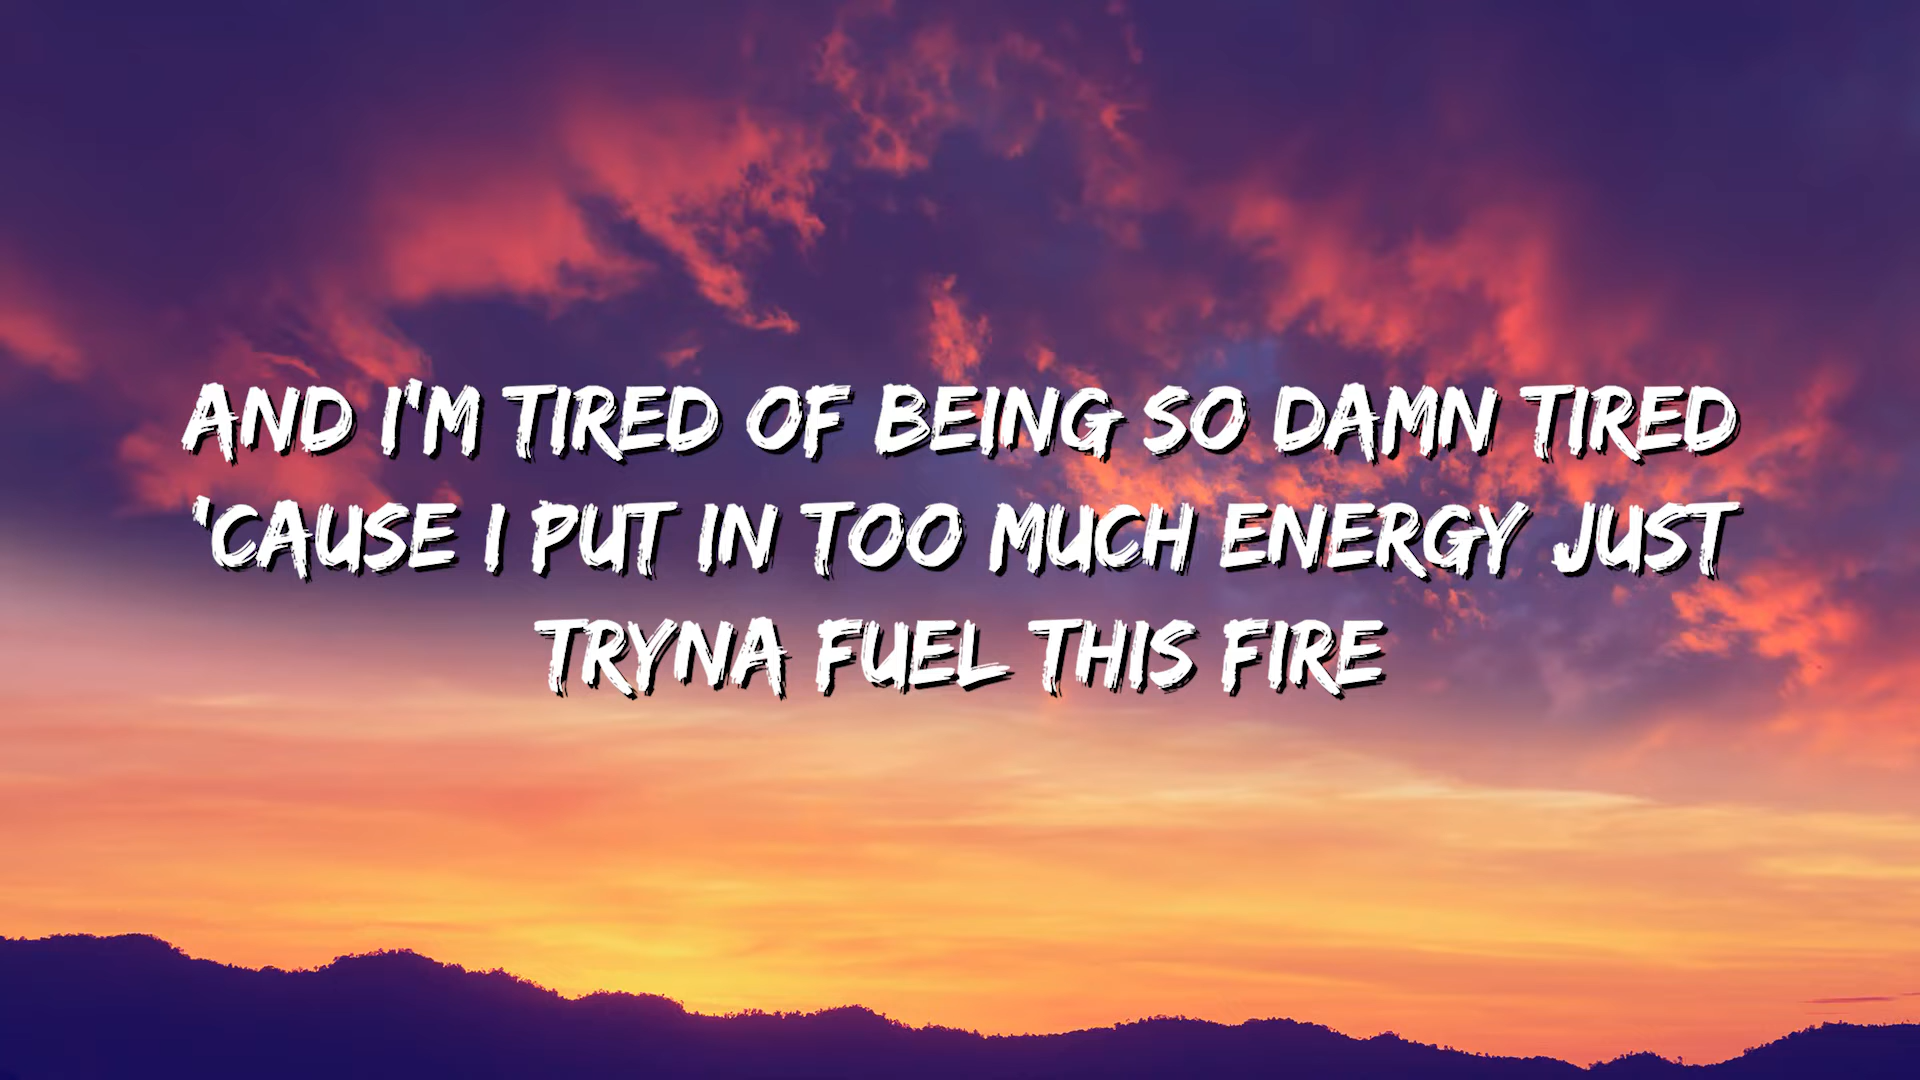 AND I'M TIRED OF BEING SO DAMN TIRED
'CAUSE I PUT IN TOO MUCH ENERGY JUST
TRYNA FUEL THIS FIRE